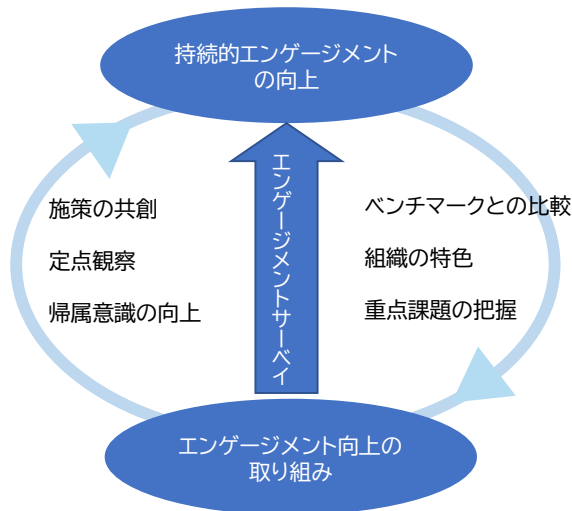 持続的エンゲージメント
の向上
エンゲージメントサーベイ
施策の共創
定点観察
帰属意識の向上
ベンチマークとの比較
組織の特色
重点課題の把握
エンゲージメント向上の
取り組み